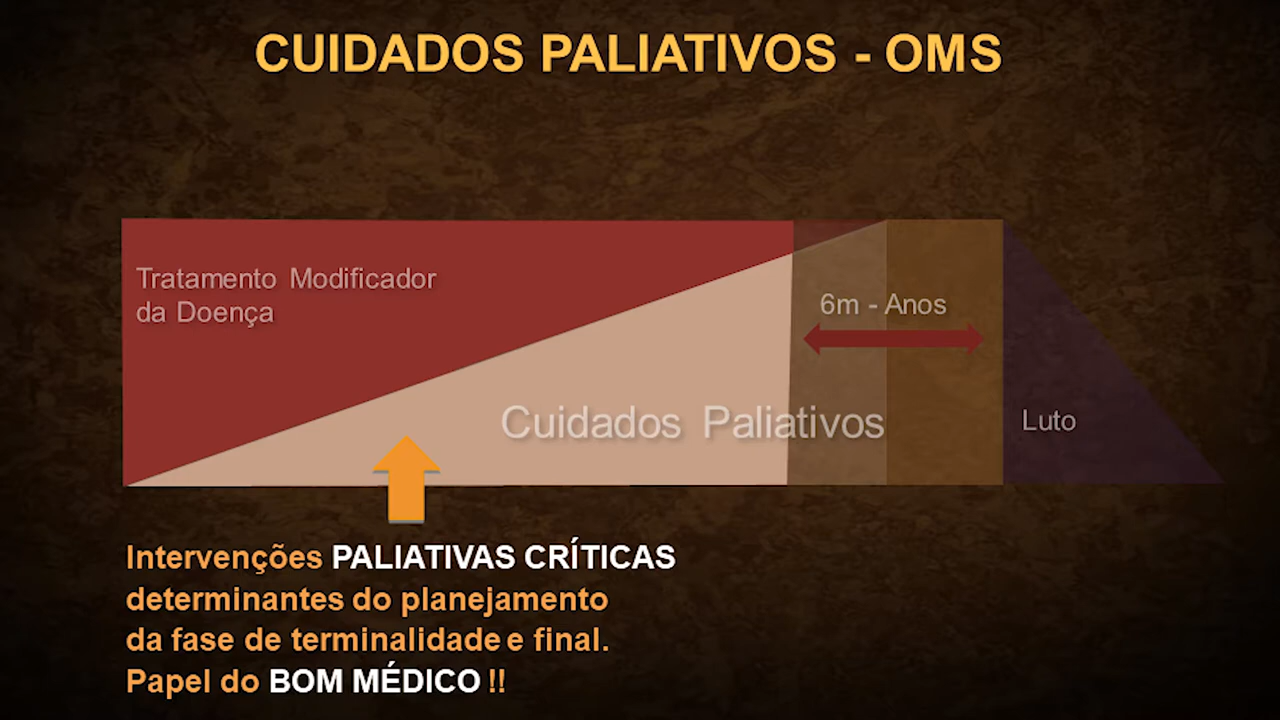 CUIDADOS PALIATIVOS - OMS
Tratamento Modificador
da Doença
6m - Anos
Cuidados Paliativos
Luto
Intervenções PALIATIVAS CRÍTICAS
determinantes do planejamento
da fase de terminalidade e final.
Papel do BOM MÉDICO !!